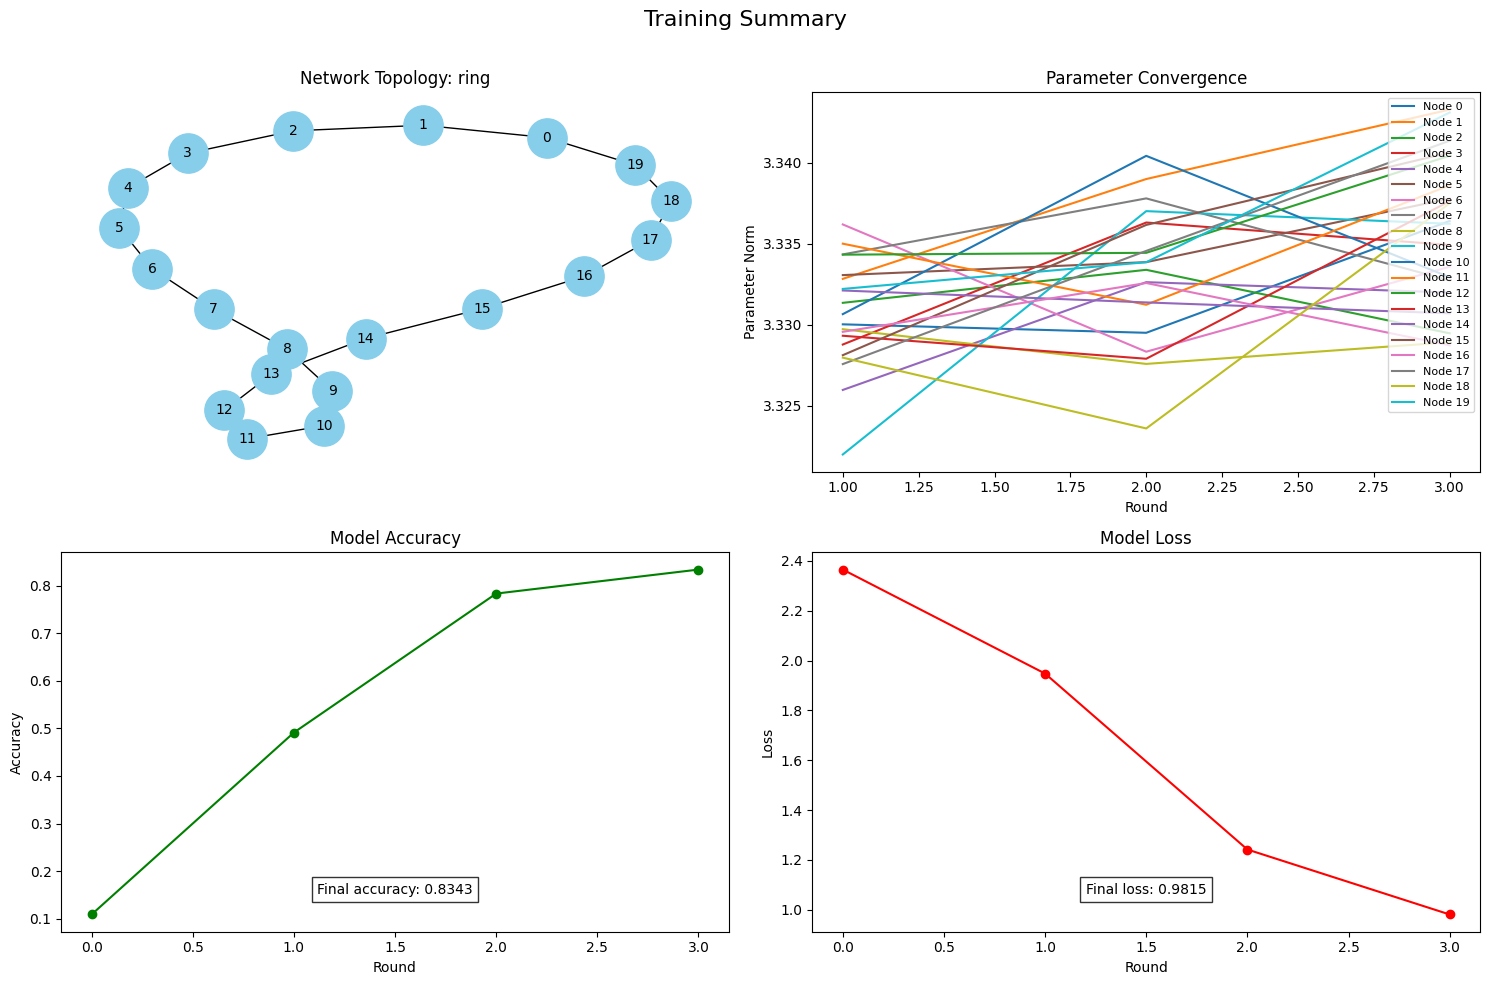 Training Summary
Network Topology: ring
1
2
0
3
19
4
18
5
17
6
16
7
15
14
8
13
9
12
10
11
Parameter Convergence
Parameter Norm
3.340
3.335
3.330
3.325
Node 0
Node 1
Node 2
Node 3
Node 4
Node 5
Node 6
Node 7
Node 8
Node 9
Node 10
Node 11
Node 12
Node 13
Node 14
Node 15
Node 16
Node 17
Node 18
Node 19
1.00 1.25 1.50 1.75 2.00 2.25 2.50 2.75 3.00
Round
Model Accuracy
Accuracy
0.8
0.7
0.6
0.5
0.4
0.3
0.2
0.1
Final accuracy: 0.8343
0.0 0.5 1.0 1.5 2.0 2.5 3.0
Round
Model Loss
Loss
2.4
2.2
2.0
1.8
1.6
1.4
1.2
1.0
Final loss: 0.9815
0.0 0.5 1.0 1.5 2.0 2.5 3.0
Round